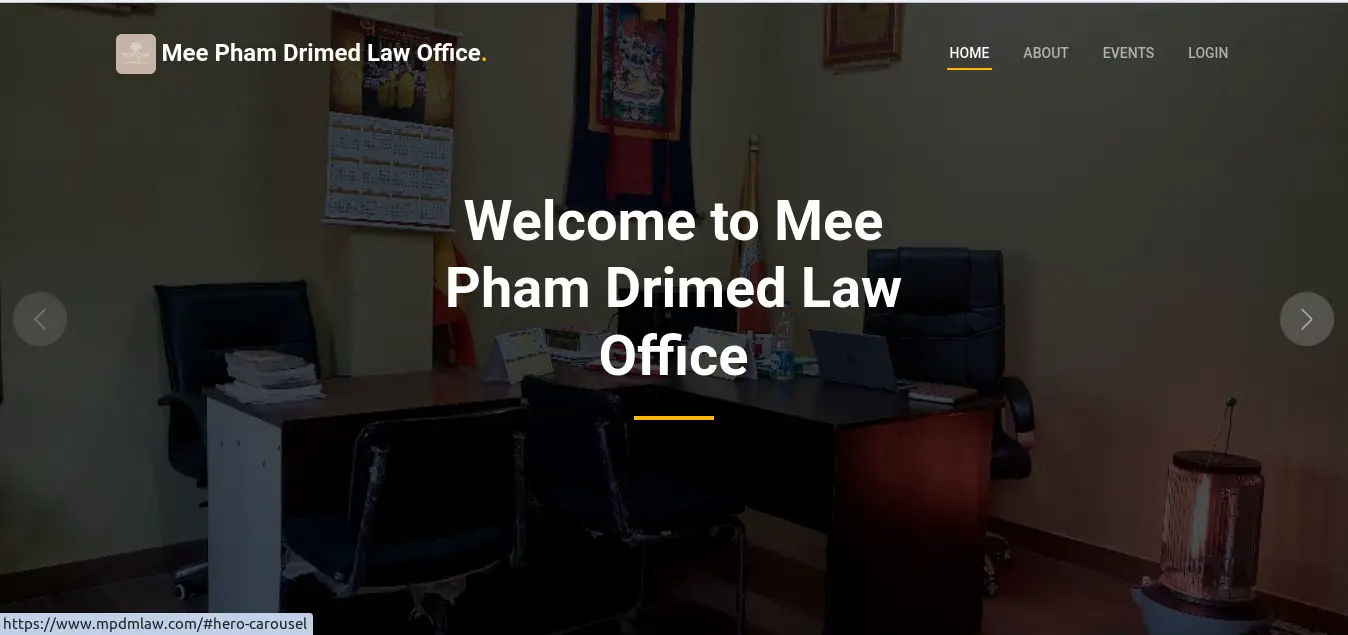 Mee Pham Drimed Law Office.
HOME
ABOUT
EVENTS
LOGIN
Welcome to Mee
Pham Drimed Law
Office
https://www.mpdmlaw.com/#hero-carousel